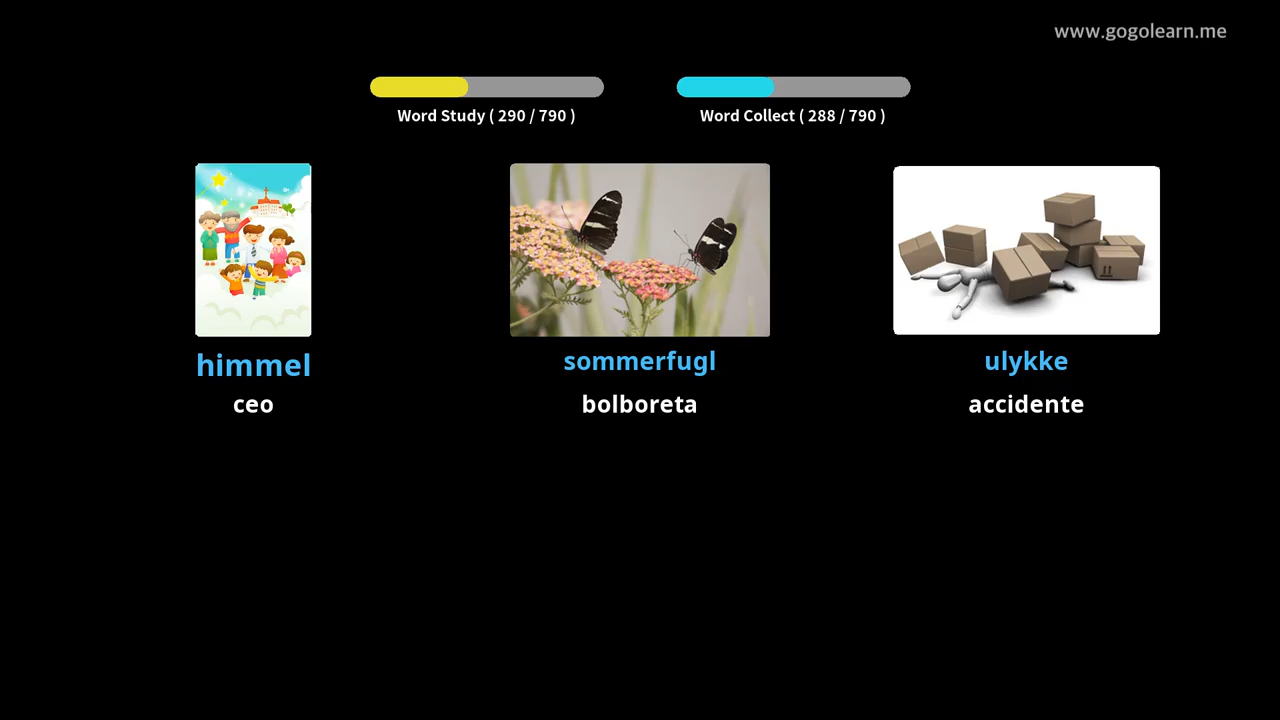 www.gogolearn.me
Word Study ( 290 / 790 )
Word Collect ( 288 / 790 )
himmel
ceo
sommerfugl
bolboreta
ulykke
accidente